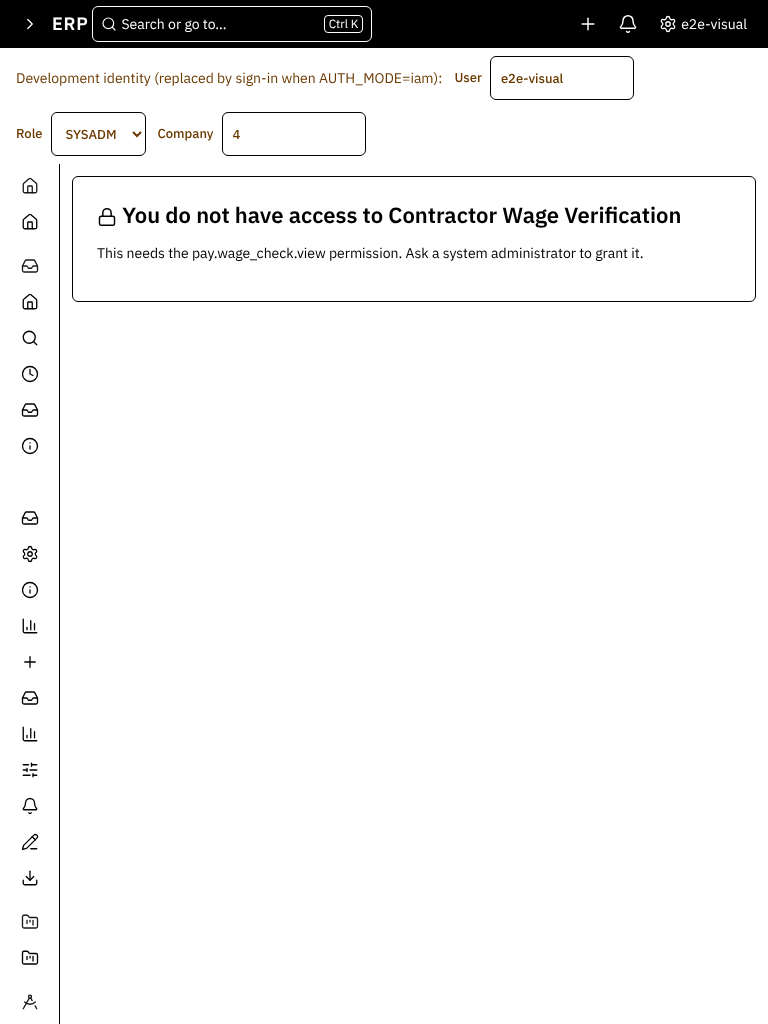 ERP Search or go to... Ctrl K e2e-visual
Development identity (replaced by sign-in when AUTH_MODE=iam): User e2e-visual
Role SYSADM Company 4
You do not have access to Contractor Wage Verification
This needs the pay.wage_check.view permission. Ask a system administrator to grant it.